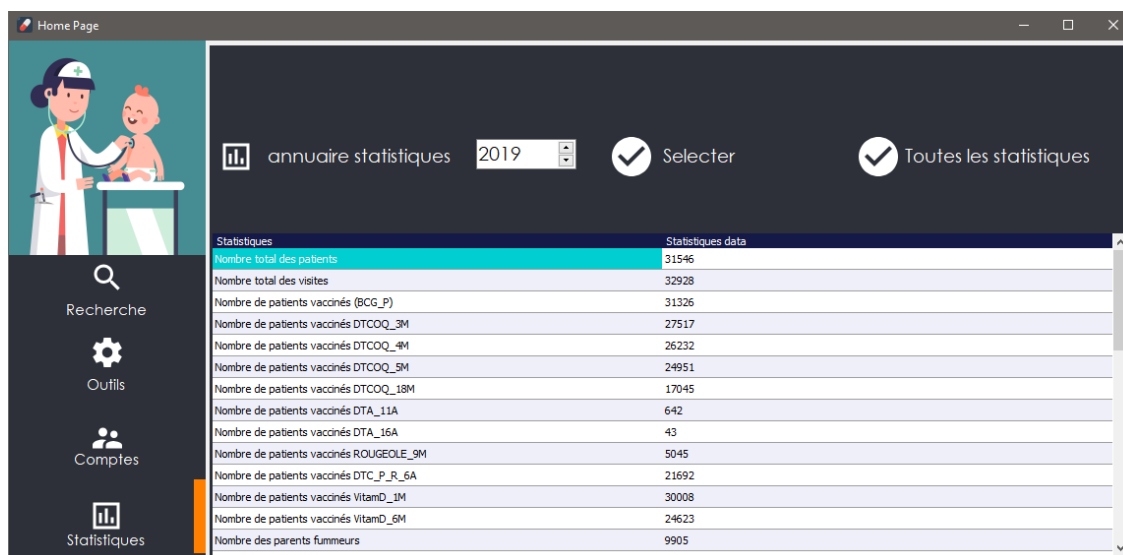 Home Page
annuaire statistiques 2019 Selecter Toutes les statistiques
Recherche
Outils
Comptes
Statistiques
Statistiques Statistiques data
Nombre total des patients 31546
Nombre total des visites 32928
Nombre de patients vaccinés (BCG_P) 31326
Nombre de patients vaccinés DTCOQ_3M 27517
Nombre de patients vaccinés DTCOQ_4M 26232
Nombre de patients vaccinés DTCOQ_5M 24951
Nombre de patients vaccinés DTCOQ_18M 17045
Nombre de patients vaccinés DTA_11A 642
Nombre de patients vaccinés DTA_16A 43
Nombre de patients vaccinés ROUGEOLE_9M 5045
Nombre de patients vaccinés DTC_P_R_6A 21692
Nombre de patients vaccinés VitamD_1M 30008
Nombre de patients vaccinés VitamD_6M 24623
Nombre des parents fummeurs 9905